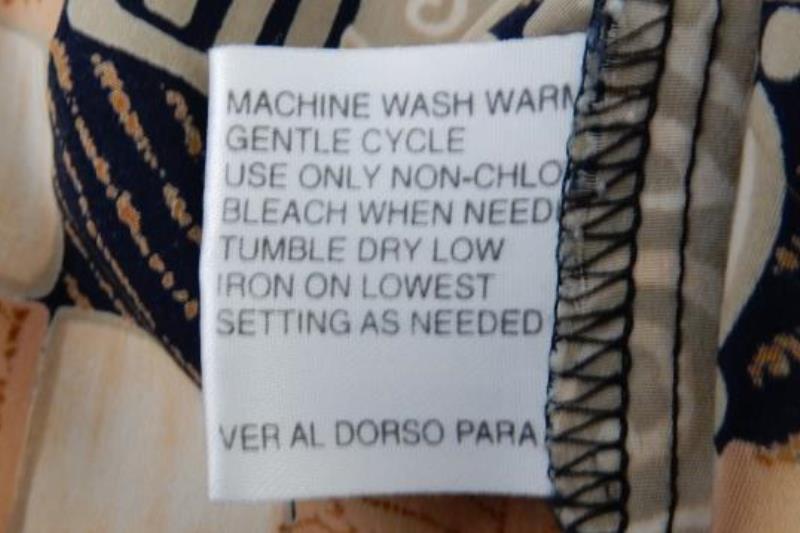 MACHINE WASH WARM
GENTLE CYCLE
USE ONLY NON-CHLO
BLEACH WHEN NEED
TUMBLE DRY LOW
IRON ON LOWEST
SETTING AS NEEDED
VER AL DORSO PARA